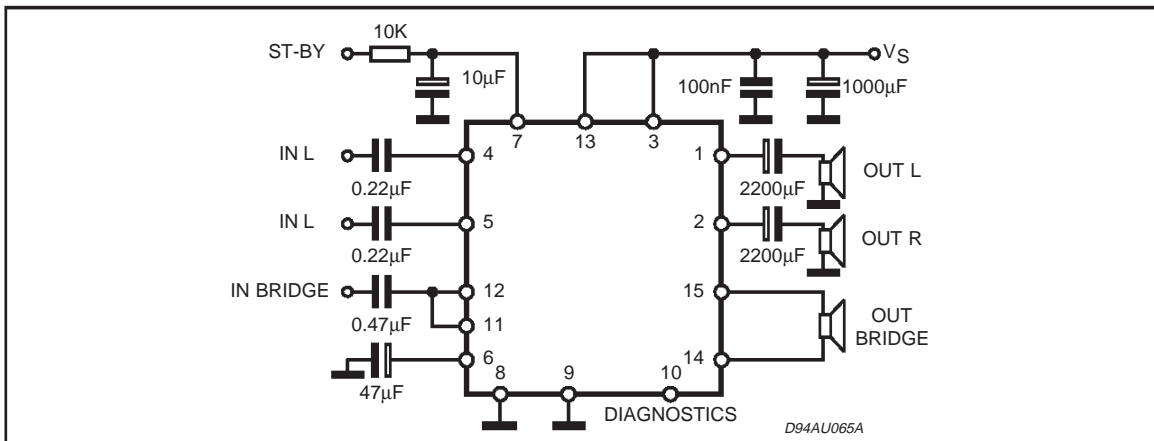 ST-BY
10K
10µF
100nF
1000µF
VS
7
13
3
IN L
0.22µF
4
1
2200µF
OUT L
IN L
0.22µF
5
2
2200µF
OUT R
IN BRIDGE
0.47µF
12
11
15
14
OUT
BRIDGE
47µF
6
8
9
10
DIAGNOSTICS
D94AU065A